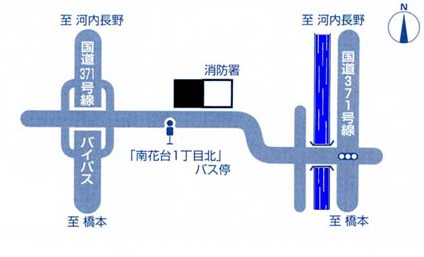 至 河内長野
至 河内長野
N
国道371号線
消防署
国道371号線
バイパス
「南花台1丁目北」
バス停
至 橋本
至 橋本